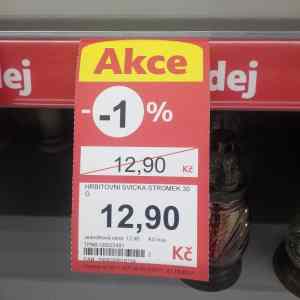 Akce
dej
dej
-1%
12,90 Kč
HŘBITOVNÍ SVÍČKA STROMEK 30
G
12,90
Kč